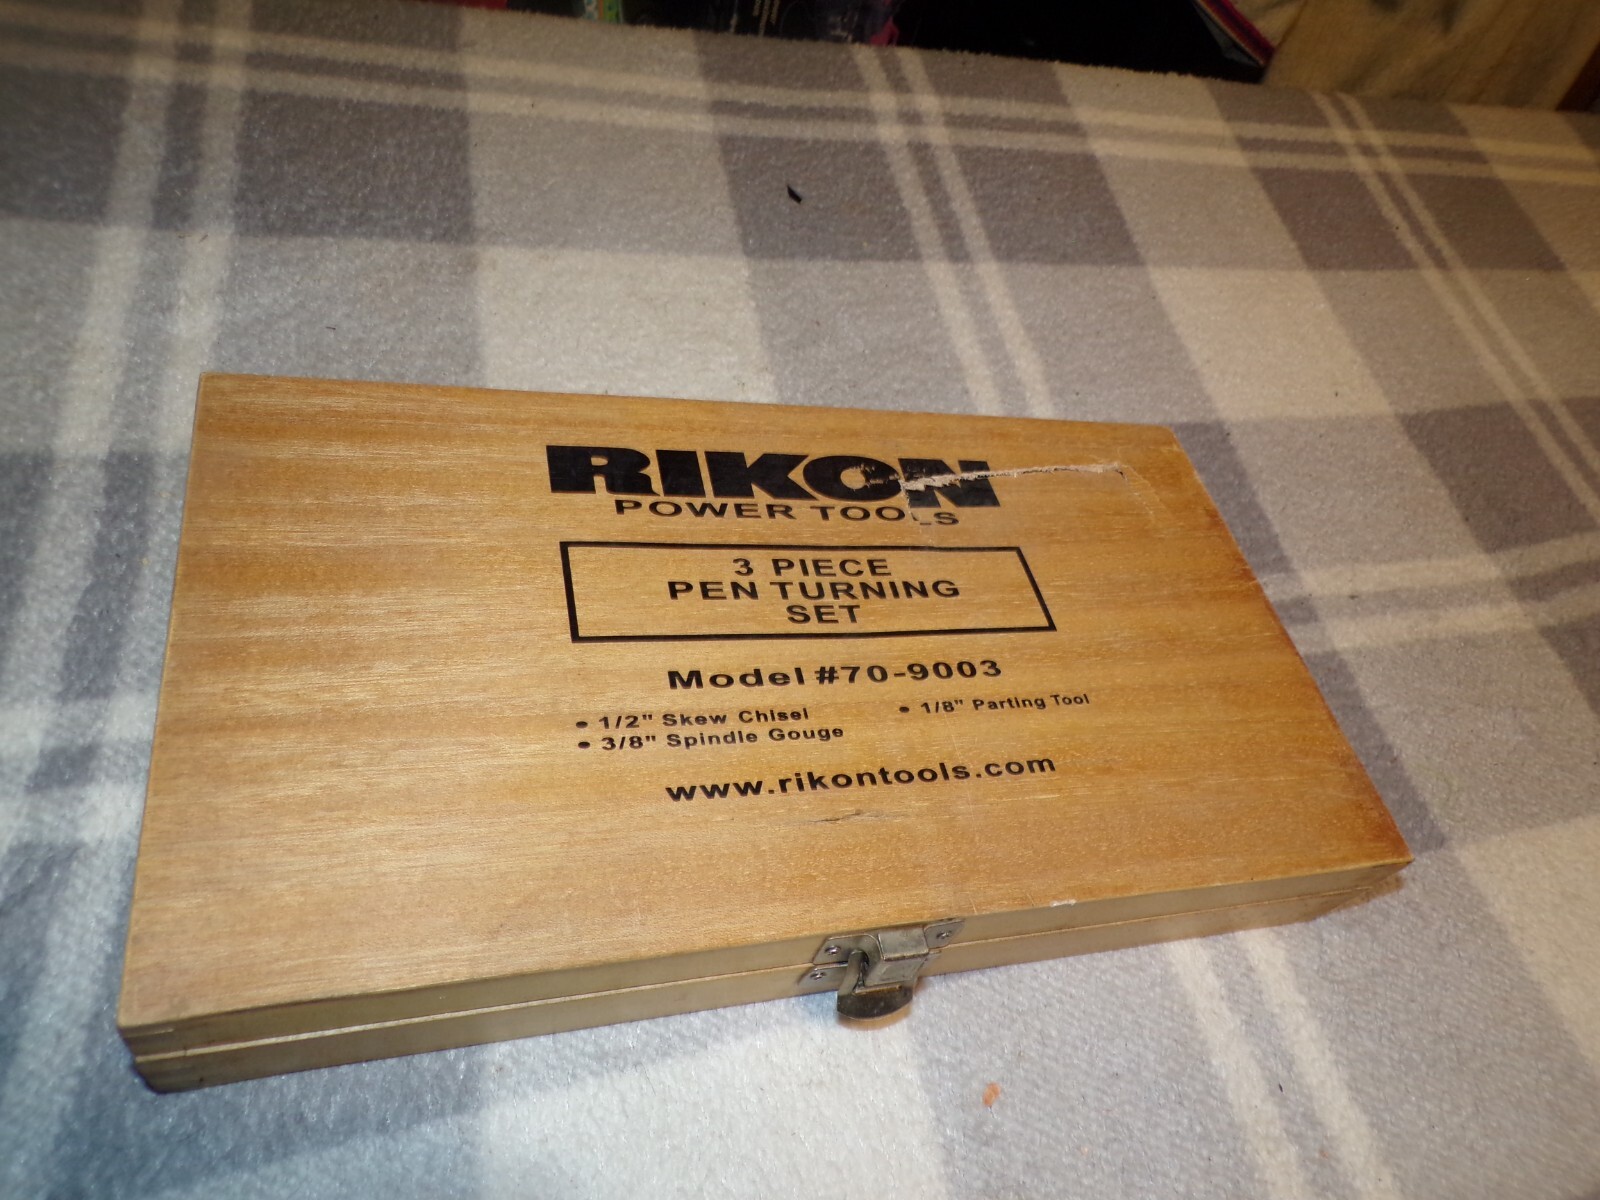 RIKON
POWER TOOLS
3 PIECE
PEN TURNING
SET
Model #70-9003
• 1/2" Skew Chisel
• 1/8" Parting Tool
• 3/8" Spindle Gouge
www.rikontools.com